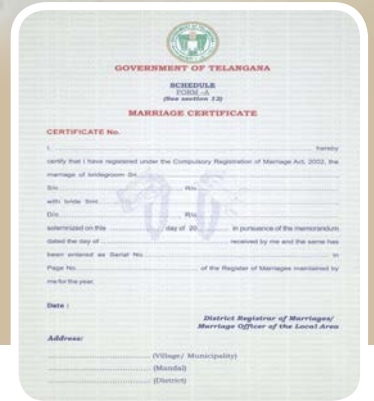 GOVERNMENT OF TELANGANA
SCHEDULE
FORM-A
(See section 12)
MARRIAGE CERTIFICATE
CERTIFICATE No.
I, ........ hereby
certify that I have registered under the Compulsory Registration of Marriage Act, 2002, the
marriage of bridegroom Sri........
S/o........ R/o........
with bride Smt........
D/o........ R/o........
solemnized on this ........ day of 20........ in pursuance of the memorandum
dated the day of ........ received by me and the same has
been entered as Serial No. ........ in
Page No. ........ of the Register of Marriages maintained by
me for the year.
Date :
District Registrar of Marriages/
Marriage Officer of the Local Area
Address:
........ (Village/ Municipality)
........ (Mandal)
........ (District)